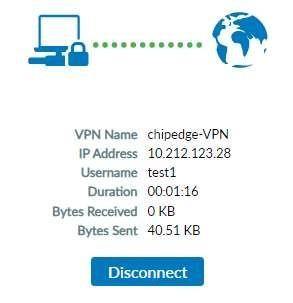 VPN Name chipedge-VPN
IP Address 10.212.123.28
Username test1
Duration 00:01:16
Bytes Received 0 KB
Bytes Sent 40.51 KB
Disconnect